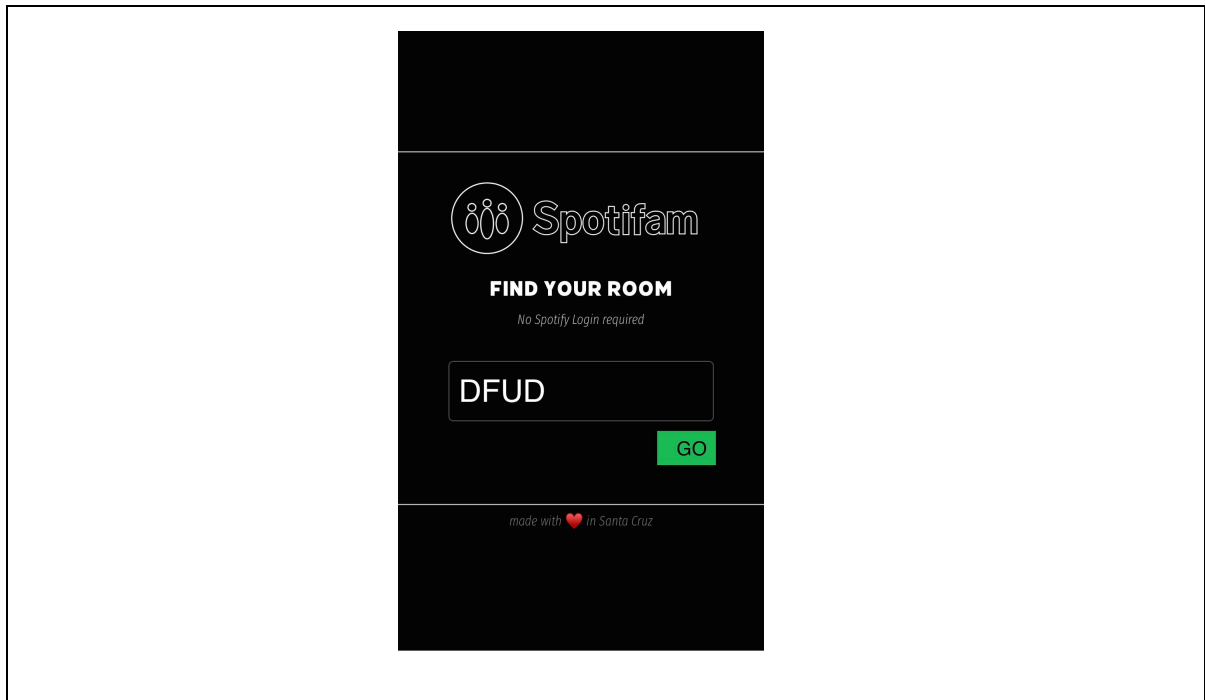 Spotifam
FIND YOUR ROOM
No Spotify Login required
DFUD
GO
made with ❤️ in Santa Cruz